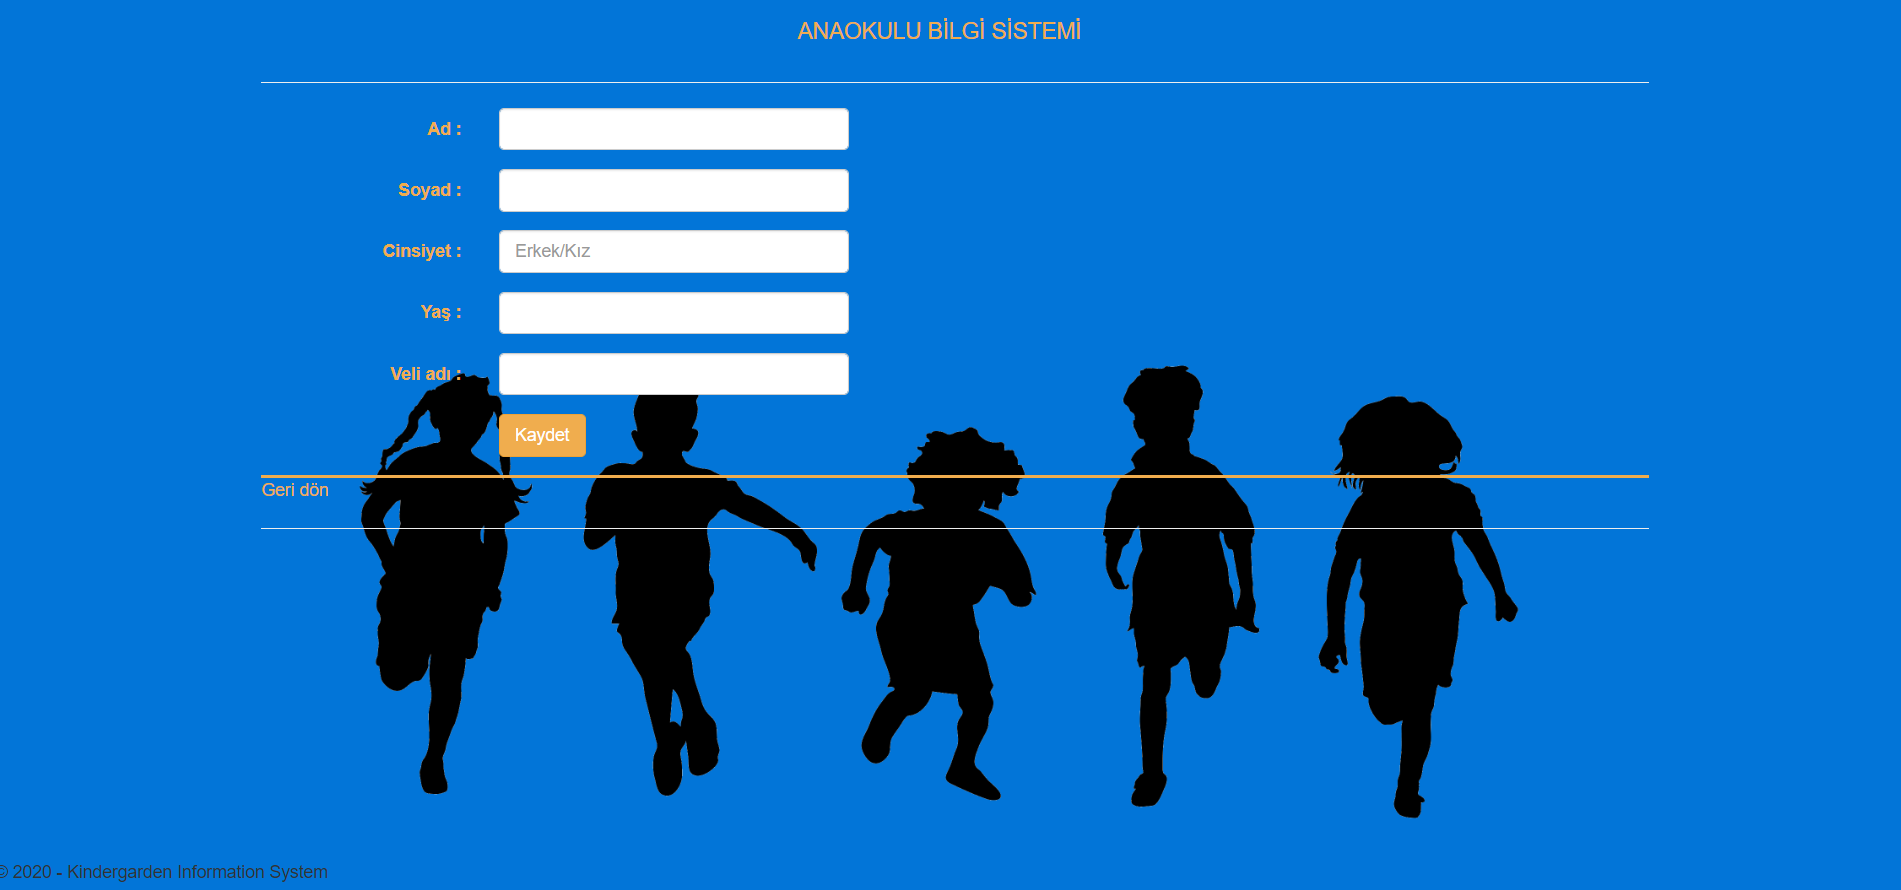 ANAOKULU BİLGİ SİSTEMİ
Ad :
Soyad :
Cinsiyet : Erkek/Kız
Yaş :
Veli adı :
Kaydet
Geri dön
© 2020 - Kindergarden Information System